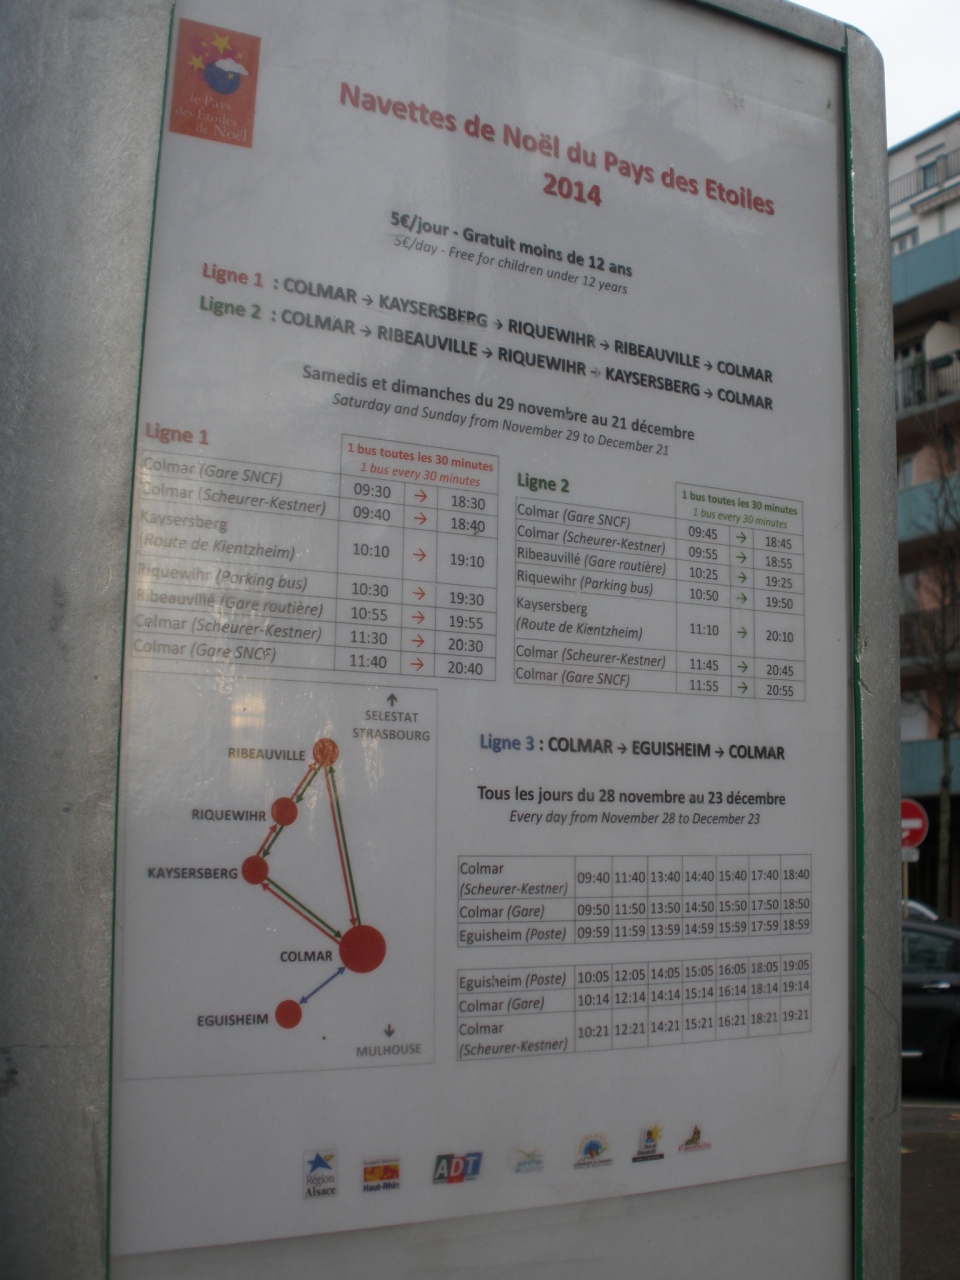 le Pays
des Étoiles
de Noël
Navettes de Noël du Pays des Etoiles
2014
5€/jour - Gratuit moins de 12 ans
5€/day - Free for children under 12 years
Ligne 1 : COLMAR → KAYSERSBERG → RIQUEWIHR → RIBEAUVILLE → COLMAR
Ligne 2 : COLMAR → RIBEAUVILLE → RIQUEWIHR → KAYSERSBERG → COLMAR
Samedis et dimanches du 29 novembre au 21 décembre
Saturday and Sunday from November 29 to December 21
Ligne 1
1 bus toutes les 30 minutes
1 bus every 30 minutes
Colmar (Gare SNCF) 09:30 → 18:30
Colmar (Scheurer-Kestner) 09:40 → 18:40
Kaysersberg
(Route de Kientzheim) 10:10 → 19:10
Riquewihr (Parking bus) 10:30 → 19:30
Ribeauvillé (Gare routière) 10:55 → 19:55
Colmar (Scheurer-Kestner) 11:30 → 20:30
Colmar (Gare SNCF) 11:40 → 20:40
Ligne 2
1 bus toutes les 30 minutes
1 bus every 30 minutes
Colmar (Gare SNCF) 09:45 → 18:45
Colmar (Scheurer-Kestner) 09:55 → 18:55
Ribeauvillé (Gare routière) 10:25 → 19:25
Riquewihr (Parking bus) 10:50 → 19:50
Kaysersberg
(Route de Kientzheim) 11:10 → 20:10
Colmar (Scheurer-Kestner) 11:45 → 20:45
Colmar (Gare SNCF) 11:55 → 20:55
SELESTAT
STRASBOURG
RIBEAUVILLE
RIQUEWIHR
KAYSERSBERG
COLMAR
EGUISHEIM
MULHOUSE
Ligne 3 : COLMAR → EGUISHEIM → COLMAR
Tous les jours du 28 novembre au 23 décembre
Every day from November 28 to December 23
Colmar
(Scheurer-Kestner) 09:40 11:40 13:40 14:40 15:40 17:40 18:40
Colmar (Gare) 09:50 11:50 13:50 14:50 15:50 17:50 18:50
Eguisheim (Poste) 09:59 11:59 13:59 14:59 15:59 17:59 18:59
Eguisheim (Poste) 10:05 12:05 14:05 15:05 16:05 18:05 19:05
Colmar (Gare) 10:14 12:14 14:14 15:14 16:14 18:14 19:14
Colmar
(Scheurer-Kestner) 10:21 12:21 14:21 15:21 16:21 18:21 19:21
Région
Alsace
Haut-Rhin
ADT